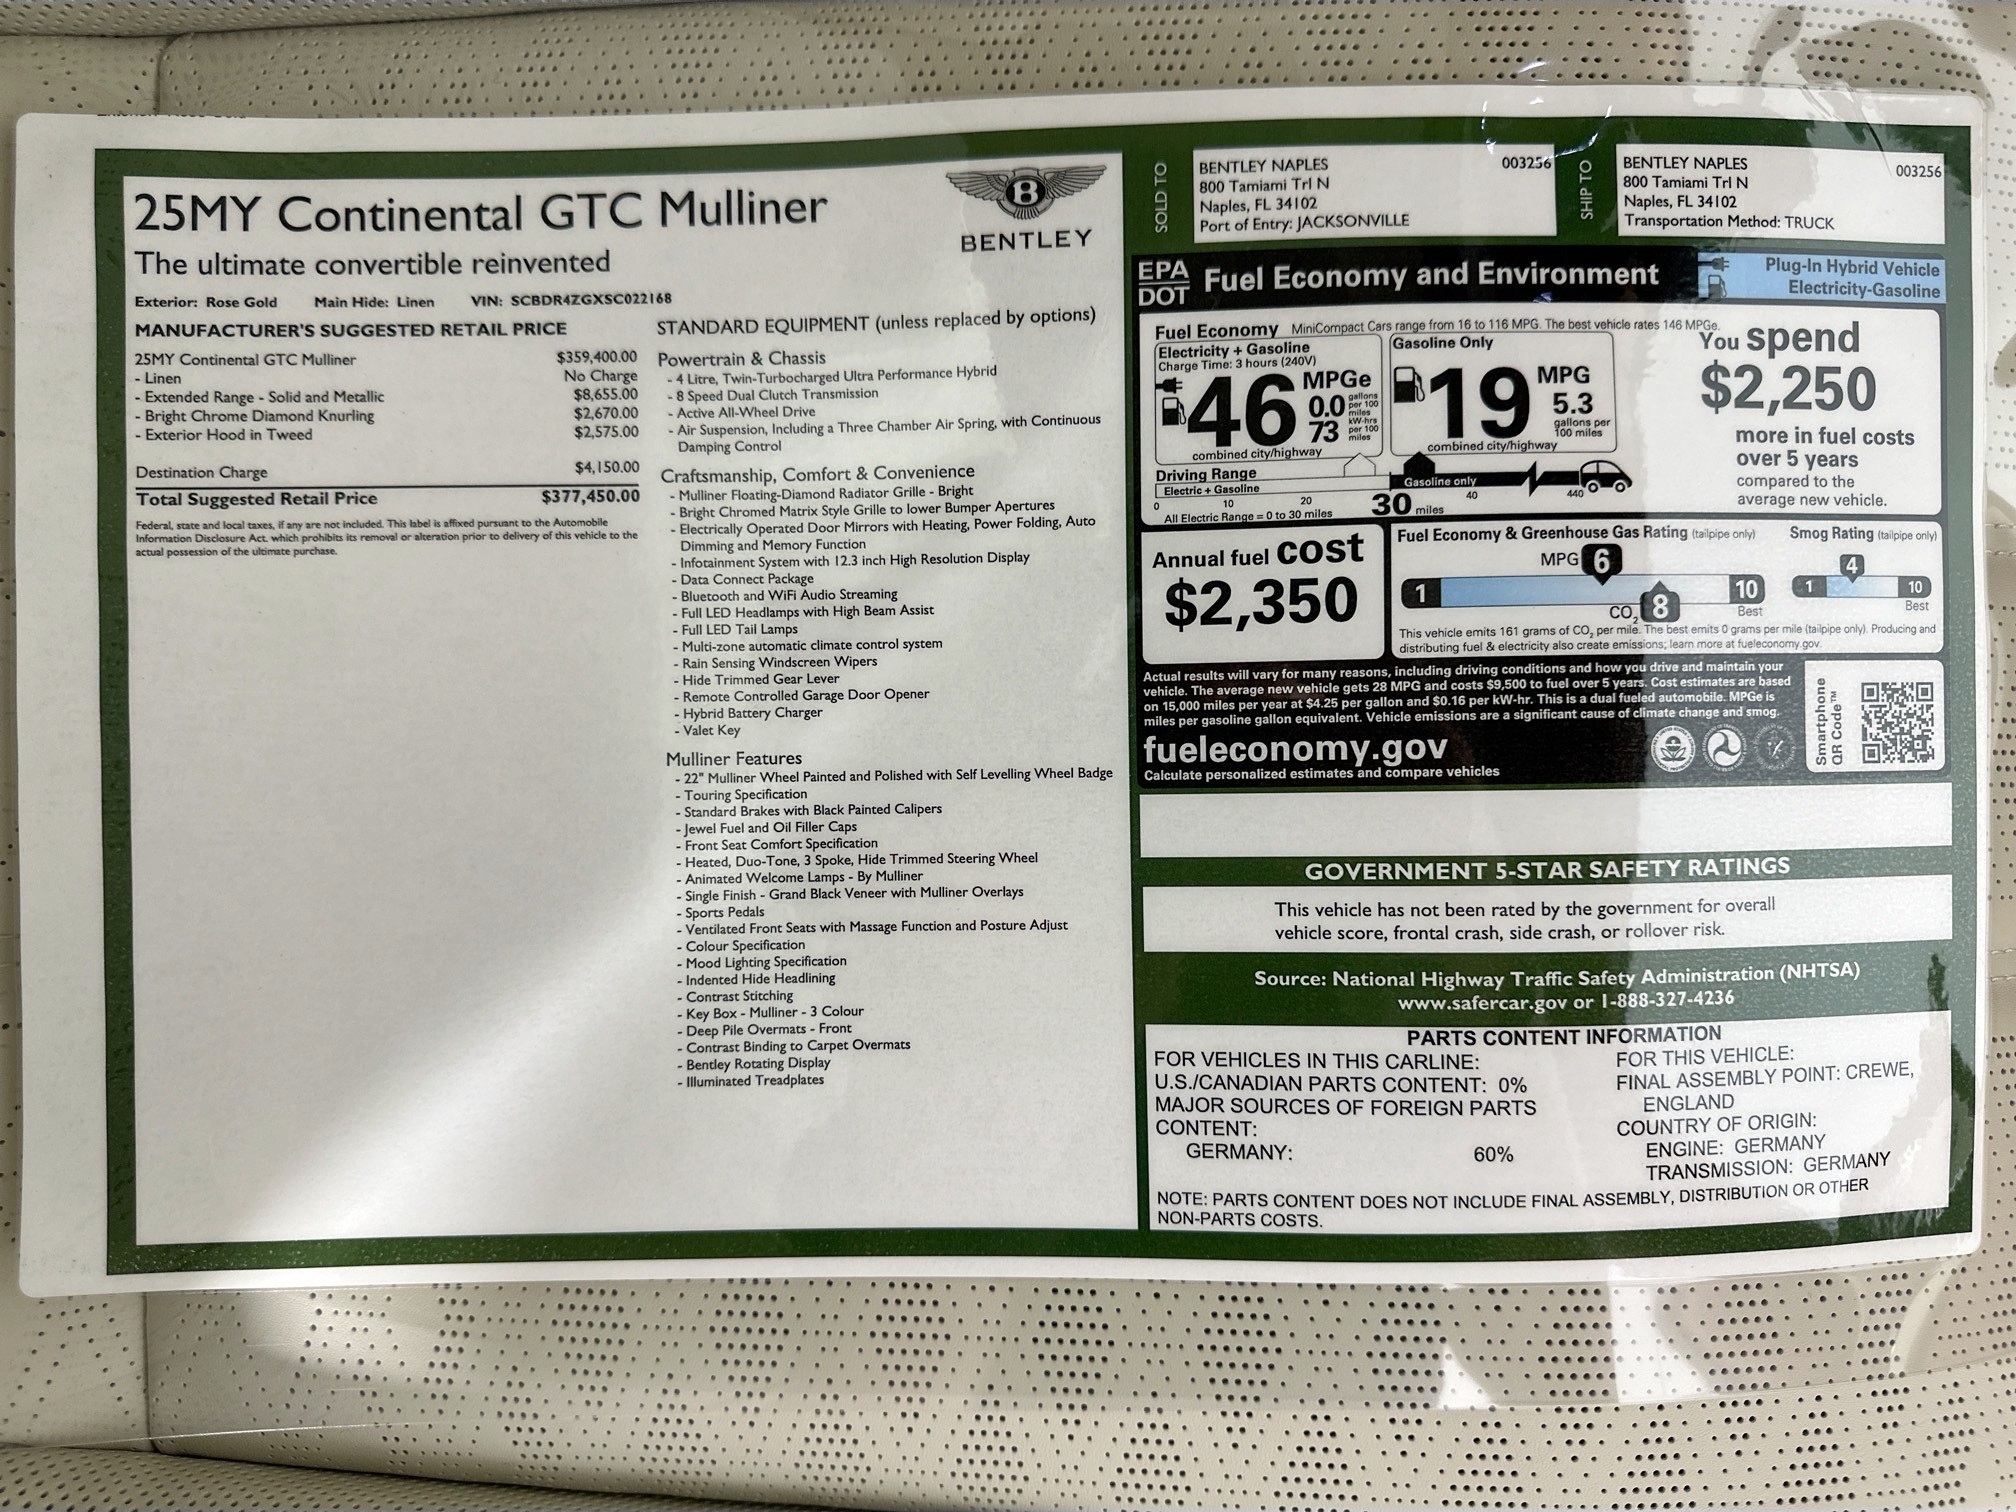 25MY Continental GTC Mulliner
The ultimate convertible reinvented
B
BENTLEY
Exterior: Rose Gold Main Hide: Linen VIN: SCBDR4ZGXSC022168
MANUFACTURER'S SUGGESTED RETAIL PRICE
25MY Continental GTC Mulliner $359,400.00
- Linen No Charge
- Extended Range - Solid and Metallic $8,655.00
- Bright Chrome Diamond Knurling $2,670.00
- Exterior Hood in Tweed $2,575.00
Destination Charge $4,150.00
Total Suggested Retail Price $377,450.00
Federal, state and local taxes, if any are not included. This label is affixed pursuant to the Automobile
Information Disclosure Act, which prohibits its removal or alteration prior to delivery of this vehicle to the
actual possession of the ultimate purchase.
STANDARD EQUIPMENT (unless replaced by options)
Powertrain & Chassis
- 4 Litre, Twin-Turbocharged Ultra Performance Hybrid
- 8 Speed Dual Clutch Transmission
- Active All-Wheel Drive
- Air Suspension, Including a Three Chamber Air Spring, with Continuous
Damping Control
Craftsmanship, Comfort & Convenience
- Mulliner Floating-Diamond Radiator Grille - Bright
- Bright Chromed Matrix Style Grille to lower Bumper Apertures
- Electrically Operated Door Mirrors with Heating, Power Folding, Auto
Dimming and Memory Function
- Infotainment System with 12.3 inch High Resolution Display
- Data Connect Package
- Bluetooth and WiFi Audio Streaming
- Full LED Headlamps with High Beam Assist
- Full LED Tail Lamps
- Multi-zone automatic climate control system
- Rain Sensing Windscreen Wipers
- Hide Trimmed Gear Lever
- Remote Controlled Garage Door Opener
- Hybrid Battery Charger
- Valet Key
Mulliner Features
- 22" Mulliner Wheel Painted and Polished with Self Levelling Wheel Badge
- Touring Specification
- Standard Brakes with Black Painted Calipers
- Jewel Fuel and Oil Filler Caps
- Front Seat Comfort Specification
- Heated, Duo-Tone, 3 Spoke, Hide Trimmed Steering Wheel
- Animated Welcome Lamps - By Mulliner
- Single Finish - Grand Black Veneer with Mulliner Overlays
- Sports Pedals
- Ventilated Front Seats with Massage Function and Posture Adjust
- Colour Specification
- Mood Lighting Specification
- Indented Hide Headlining
- Contrast Stitching
- Key Box - Mulliner - 3 Colour
- Deep Pile Overmats - Front
- Contrast Binding to Carpet Overmats
- Bentley Rotating Display
- Illuminated Treadplates
SOLD TO
BENTLEY NAPLES 003256
800 Tamiami Trl N
Naples, FL 34102
Port of Entry: JACKSONVILLE
SHIP TO
BENTLEY NAPLES 003256
800 Tamiami Trl N
Naples, FL 34102
Transportation Method: TRUCK
EPA
DOT
Fuel Economy and Environment
Plug-In Hybrid Vehicle
Electricity-Gasoline
Fuel Economy MiniCompact Cars range from 16 to 116 MPG. The best vehicle rates 146 MPGe.
Electricity + Gasoline
Charge Time: 3 hours (240V)
46 MPGe
0.0 gallons per 100 miles
73 kW-hrs per 100 miles
combined city/highway
Gasoline Only
19 MPG
5.3
gallons per
100 miles
combined city/highway
You spend
$2,250
more in fuel costs
over 5 years
compared to the
average new vehicle.
Driving Range
Electric + Gasoline
Gasoline only
0 10 20 30 miles 40 440
All Electric Range = 0 to 30 miles
Annual fuel cost
$2,350
Fuel Economy & Greenhouse Gas Rating (tailpipe only)
MPG 6
1 10
Best
CO2 8
Smog Rating (tailpipe only)
4
1 10
Best
This vehicle emits 161 grams of CO2 per mile. The best emits 0 grams per mile (tailpipe only). Producing and
distributing fuel & electricity also create emissions; learn more at fueleconomy.gov.
Actual results will vary for many reasons, including driving conditions and how you drive and maintain your
vehicle. The average new vehicle gets 28 MPG and costs $9,500 to fuel over 5 years. Cost estimates are based
on 15,000 miles per year at $4.25 per gallon and $0.16 per kW-hr. This is a dual fueled automobile. MPGe is
miles per gasoline gallon equivalent. Vehicle emissions are a significant cause of climate change and smog.
fueleconomy.gov
Calculate personalized estimates and compare vehicles
Smartphone
QR Code™
GOVERNMENT 5-STAR SAFETY RATINGS
This vehicle has not been rated by the government for overall
vehicle score, frontal crash, side crash, or rollover risk.
Source: National Highway Traffic Safety Administration (NHTSA)
www.safercar.gov or 1-888-327-4236
PARTS CONTENT INFORMATION
FOR VEHICLES IN THIS CARLINE:
U.S./CANADIAN PARTS CONTENT: 0%
MAJOR SOURCES OF FOREIGN PARTS
CONTENT:
GERMANY: 60%
FOR THIS VEHICLE:
FINAL ASSEMBLY POINT: CREWE,
ENGLAND
COUNTRY OF ORIGIN:
ENGINE: GERMANY
TRANSMISSION: GERMANY
NOTE: PARTS CONTENT DOES NOT INCLUDE FINAL ASSEMBLY, DISTRIBUTION OR OTHER
NON-PARTS COSTS.